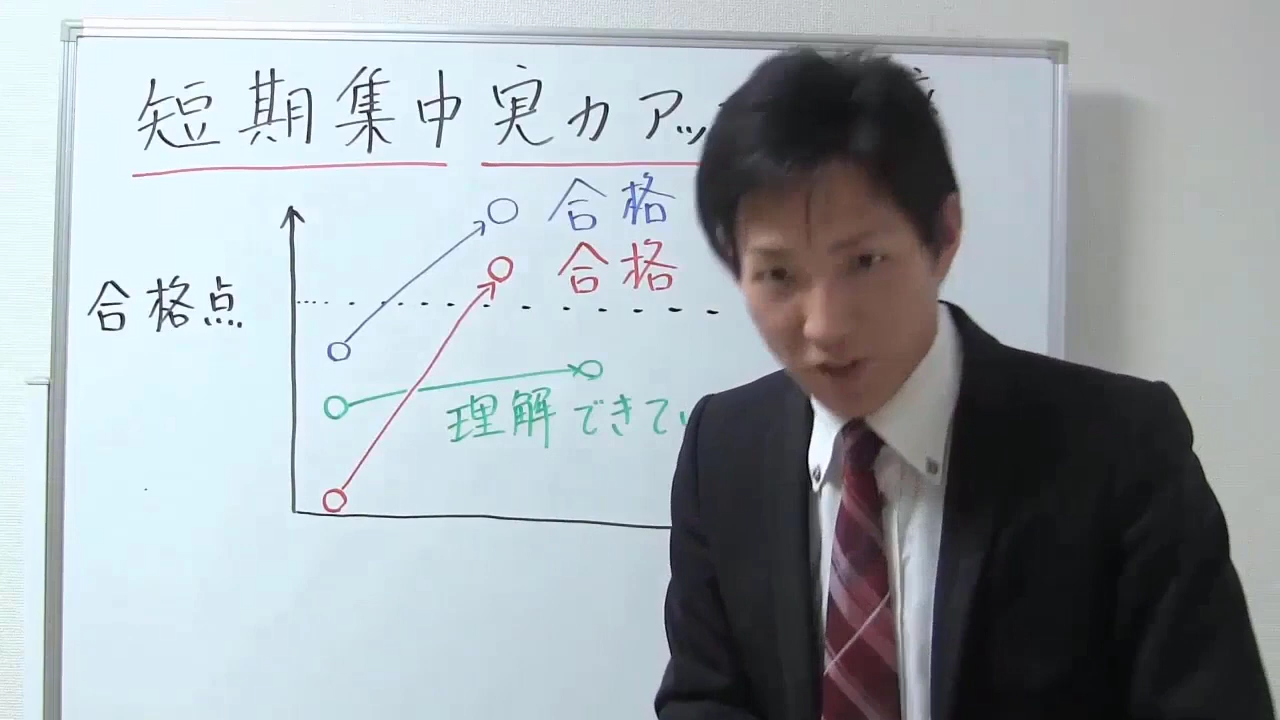 短期集中実力アッ
合格
合格
合格点
理解できてい